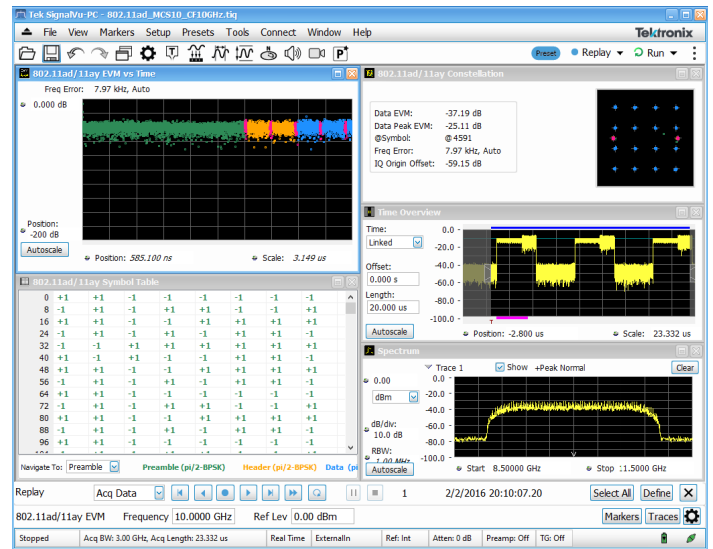 Tek SignalVu-PC - 802.11ad_MCS10_CF10GHz.tiq
File View Markers Setup Presets Tools Connect Window Help
Tektronix
Preset Replay Run
802.11ad/11ay EVM vs Time
Freq Error: 7.97 kHz, Auto
0.000 dB
Position:
-200 dB
Autoscale
Position: 585.100 ns Scale: 3.149 us
802.11ad/11ay Constellation
Data EVM: -37.19 dB
Data Peak EVM: -25.11 dB
@Symbol: @ 4591
Freq Error: 7.97 kHz, Auto
IQ Origin Offset: -59.15 dB
Time Overview
Time:
Linked
Offset:
0.000 s
Length:
20.000 us
Autoscale
0.0
-20.0
-40.0
-60.0
-80.0
-100.0
T
Position: -2.800 us Scale: 23.332 us
802.11ad/11ay Symbol Table
0 +1 +1 -1 -1 -1 -1 -1 -1
8 -1 +1 -1 +1 +1 -1 -1 +1
16 +1 +1 -1 -1 +1 +1 +1 +1
24 -1 +1 -1 +1 -1 +1 +1 -1
32 -1 -1 +1 +1 +1 +1 -1 -1
40 +1 -1 +1 -1 -1 +1 +1 -1
48 +1 +1 -1 -1 +1 +1 +1 +1
56 -1 +1 -1 +1 -1 +1 +1 -1
64 +1 +1 -1 -1 -1 -1 -1 -1
72 -1 +1 -1 +1 +1 -1 -1 +1
80 +1 +1 -1 -1 +1 +1 +1 +1
88 -1 +1 -1 +1 -1 +1 +1 -1
96 +1 +1 -1 -1 -1 -1 -1 -1
Navigate To: Preamble Preamble (pi/2-BPSK) Header (pi/2-BPSK) Data (pi
Spectrum
Trace 1 Show +Peak Normal Clear
0.00
dBm
dB/div:
10.0 dB
RBW:
1.00 MHz
Autoscale
0.0
-20.0
-40.0
-60.0
-80.0
-100.0
Start 8.50000 GHz Stop :1.5000 GHz
Replay Acq Data 1 2/2/2016 20:10:07.20 Select All Define X
802.11ad/11ay EVM Frequency 10.0000 GHz Ref Lev 0.00 dBm Markers Traces
Stopped Acq BW: 3.00 GHz, Acq Length: 23.332 us Real Time ExternalIn Ref: Int Atten: 0 dB Preamp: Off TG: Off